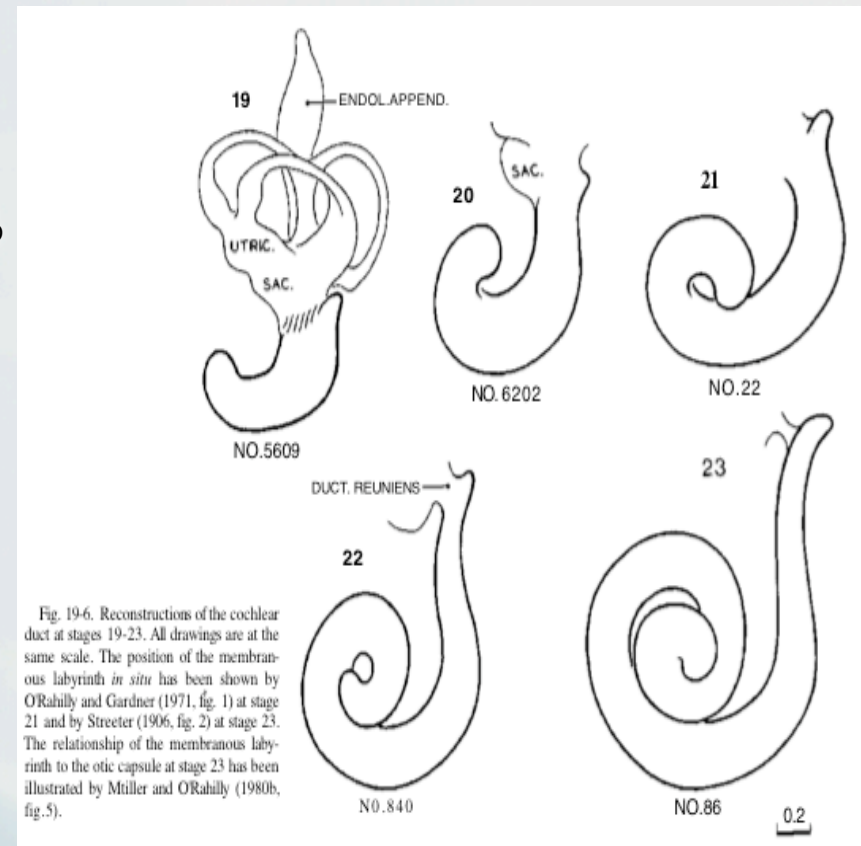 19
ENDOL.APPEND.
UTRIC.
SAC.
NO.5609
20
SAC.
NO. 6202
21
NO.22
DUCT. REUNIENS
22
NO.840
23
NO.86
0.2
Fig. 19-6. Reconstructions of the cochlear
duct at stages 19-23. All drawings are at the
same scale. The position of the membran-
ous labyrinth in situ has been shown by
O'Rahilly and Gardner (1971, fig. 1) at stage
21 and by Streeter (1906, fig. 2) at stage 23.
The relationship of the membranous laby-
rinth to the otic capsule at stage 23 has been
illustrated by Mtiller and O'Rahilly (1980b,
fig.5).